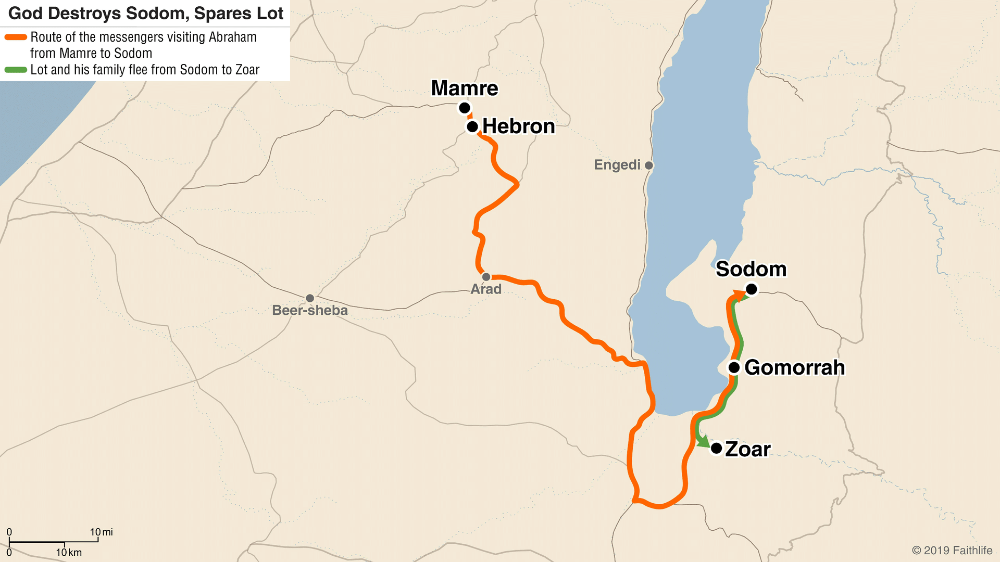 God Destroys Sodom, Spares Lot
Route of the messengers visiting Abraham
from Mamre to Sodom
Lot and his family flee from Sodom to Zoar
Mamre
Hebron
Engedi
Sodom
Arad
Beer-sheba
Gomorrah
Zoar
0 10 mi
0 10 km
© 2019 Faithlife